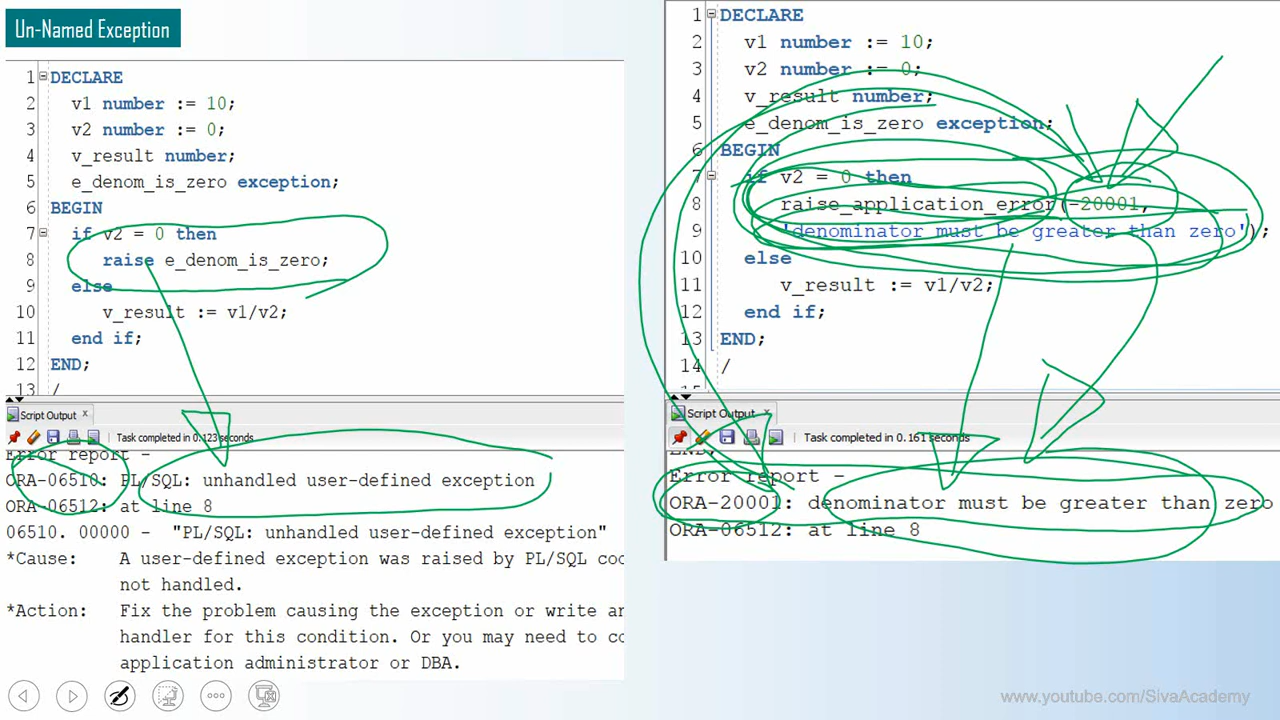 Un-Named Exception
1 DECLARE
2 v1 number := 10;
3 v2 number := 0;
4 v_result number;
5 e_denom_is_zero exception;
6 BEGIN
7 if v2 = 0 then
8 raise e_denom_is_zero;
9 else
10 v_result := v1/v2;
11 end if;
12 END;
13 /
Script Output x
Task completed in 0.123 seconds
Error report -
ORA-06510: PL/SQL: unhandled user-defined exception
ORA-06512: at line 8
06510. 00000 - "PL/SQL: unhandled user-defined exception"
*Cause: A user-defined exception was raised by PL/SQL coo
not handled.
*Action: Fix the problem causing the exception or write an
handler for this condition. Or you may need to co
application administrator or DBA.
1 DECLARE
2 v1 number := 10;
3 v2 number := 0;
4 v_result number;
5 e_denom_is_zero exception;
6 BEGIN
7 if v2 = 0 then
8 raise_application_error(-20001,
9 'denominator must be greater than zero');
10 else
11 v_result := v1/v2;
12 end if;
13 END;
14 /
Script Output x
Task completed in 0.161 seconds
END;
Error report -
ORA-20001: denominator must be greater than zero
ORA-06512: at line 8
www.youtube.com/SivaAcademy